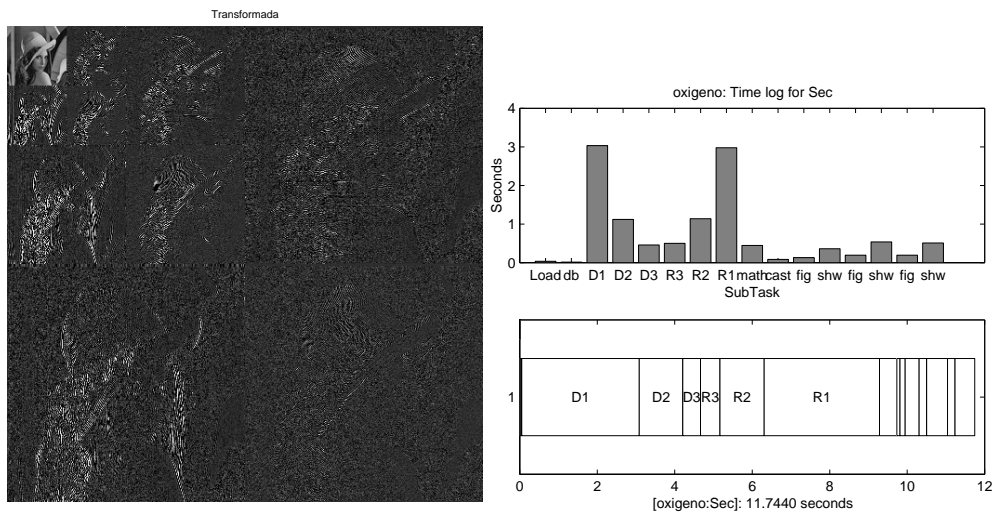 Transformada
oxigeno: Time log for Sec
Seconds
4
3
2
1
0
Load db D1 D2 D3 R3 R2 R1 math cast fig shw fig shw fig shw
SubTask
1
D1 D2 D3 R3 R2 R1
0 2 4 6 8 10 12
[oxigeno:Sec]: 11.7440 seconds